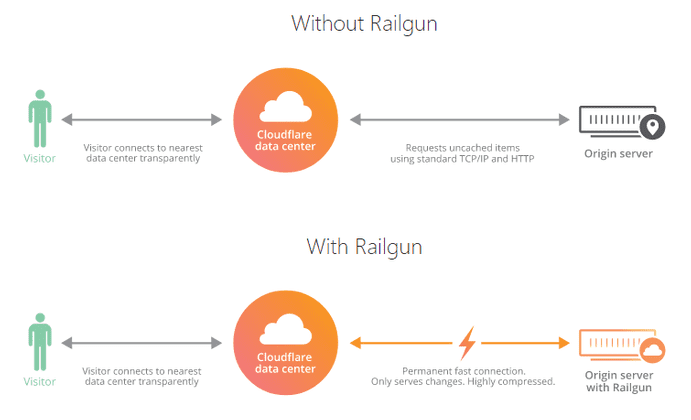 Without Railgun
Cloudflare
data center
Visitor
Visitor connects to nearest
data center transparently
Requests uncached items
using standard TCP/IP and HTTP
Origin server
With Railgun
Cloudflare
data center
Visitor
Visitor connects to nearest
data center transparently
Permanent fast connection.
Only serves changes. Highly compressed.
Origin server
with Railgun